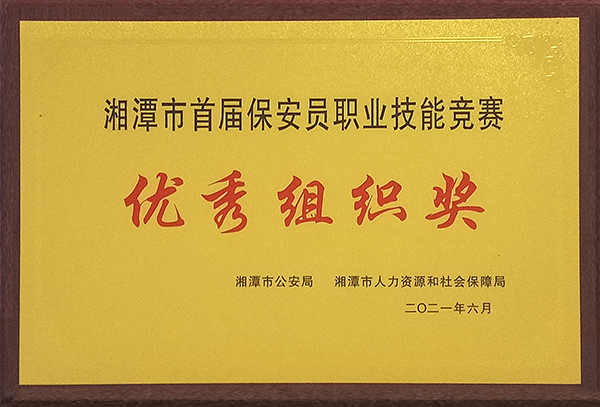 湘潭市首届保安员职业技能竞赛
优秀组织奖
湘潭市公安局 湘潭市人力资源和社会保障局
二〇二一年六月